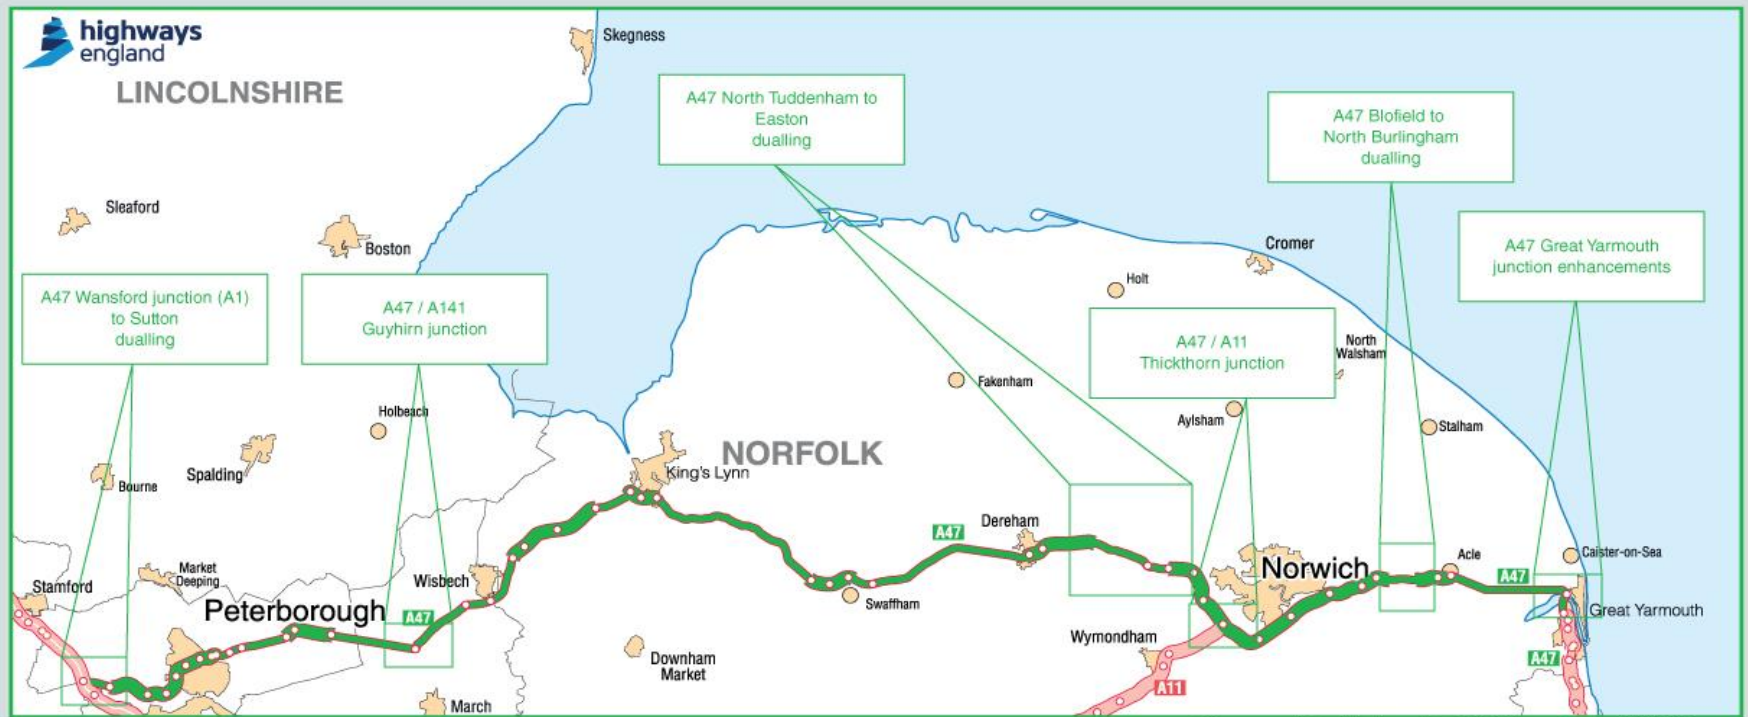 highways
england
LINCOLNSHIRE
Skegness
A47 North Tuddenham to
Easton
dualling
A47 Blofield to
North Burlingham
dualling
Sleaford
Boston
A47 Great Yarmouth
junction enhancements
Cromer
Holt
A47 Wansford junction (A1)
to Sutton
dualling
A47 / A141
Guyhirn junction
A47 / A11
Thickthorn junction
North
Walsham
Fakenham
Holbeach
Aylsham
Stalham
NORFOLK
King's Lynn
Spalding
Bourne
Dereham
A47
Norwich
Acle
Caister-on-Sea
A47
Market
Deeping
Stamford
Wisbech
Peterborough
A47
Swaffham
Great Yarmouth
Wymondham
Downham
Market
A47
A11
March